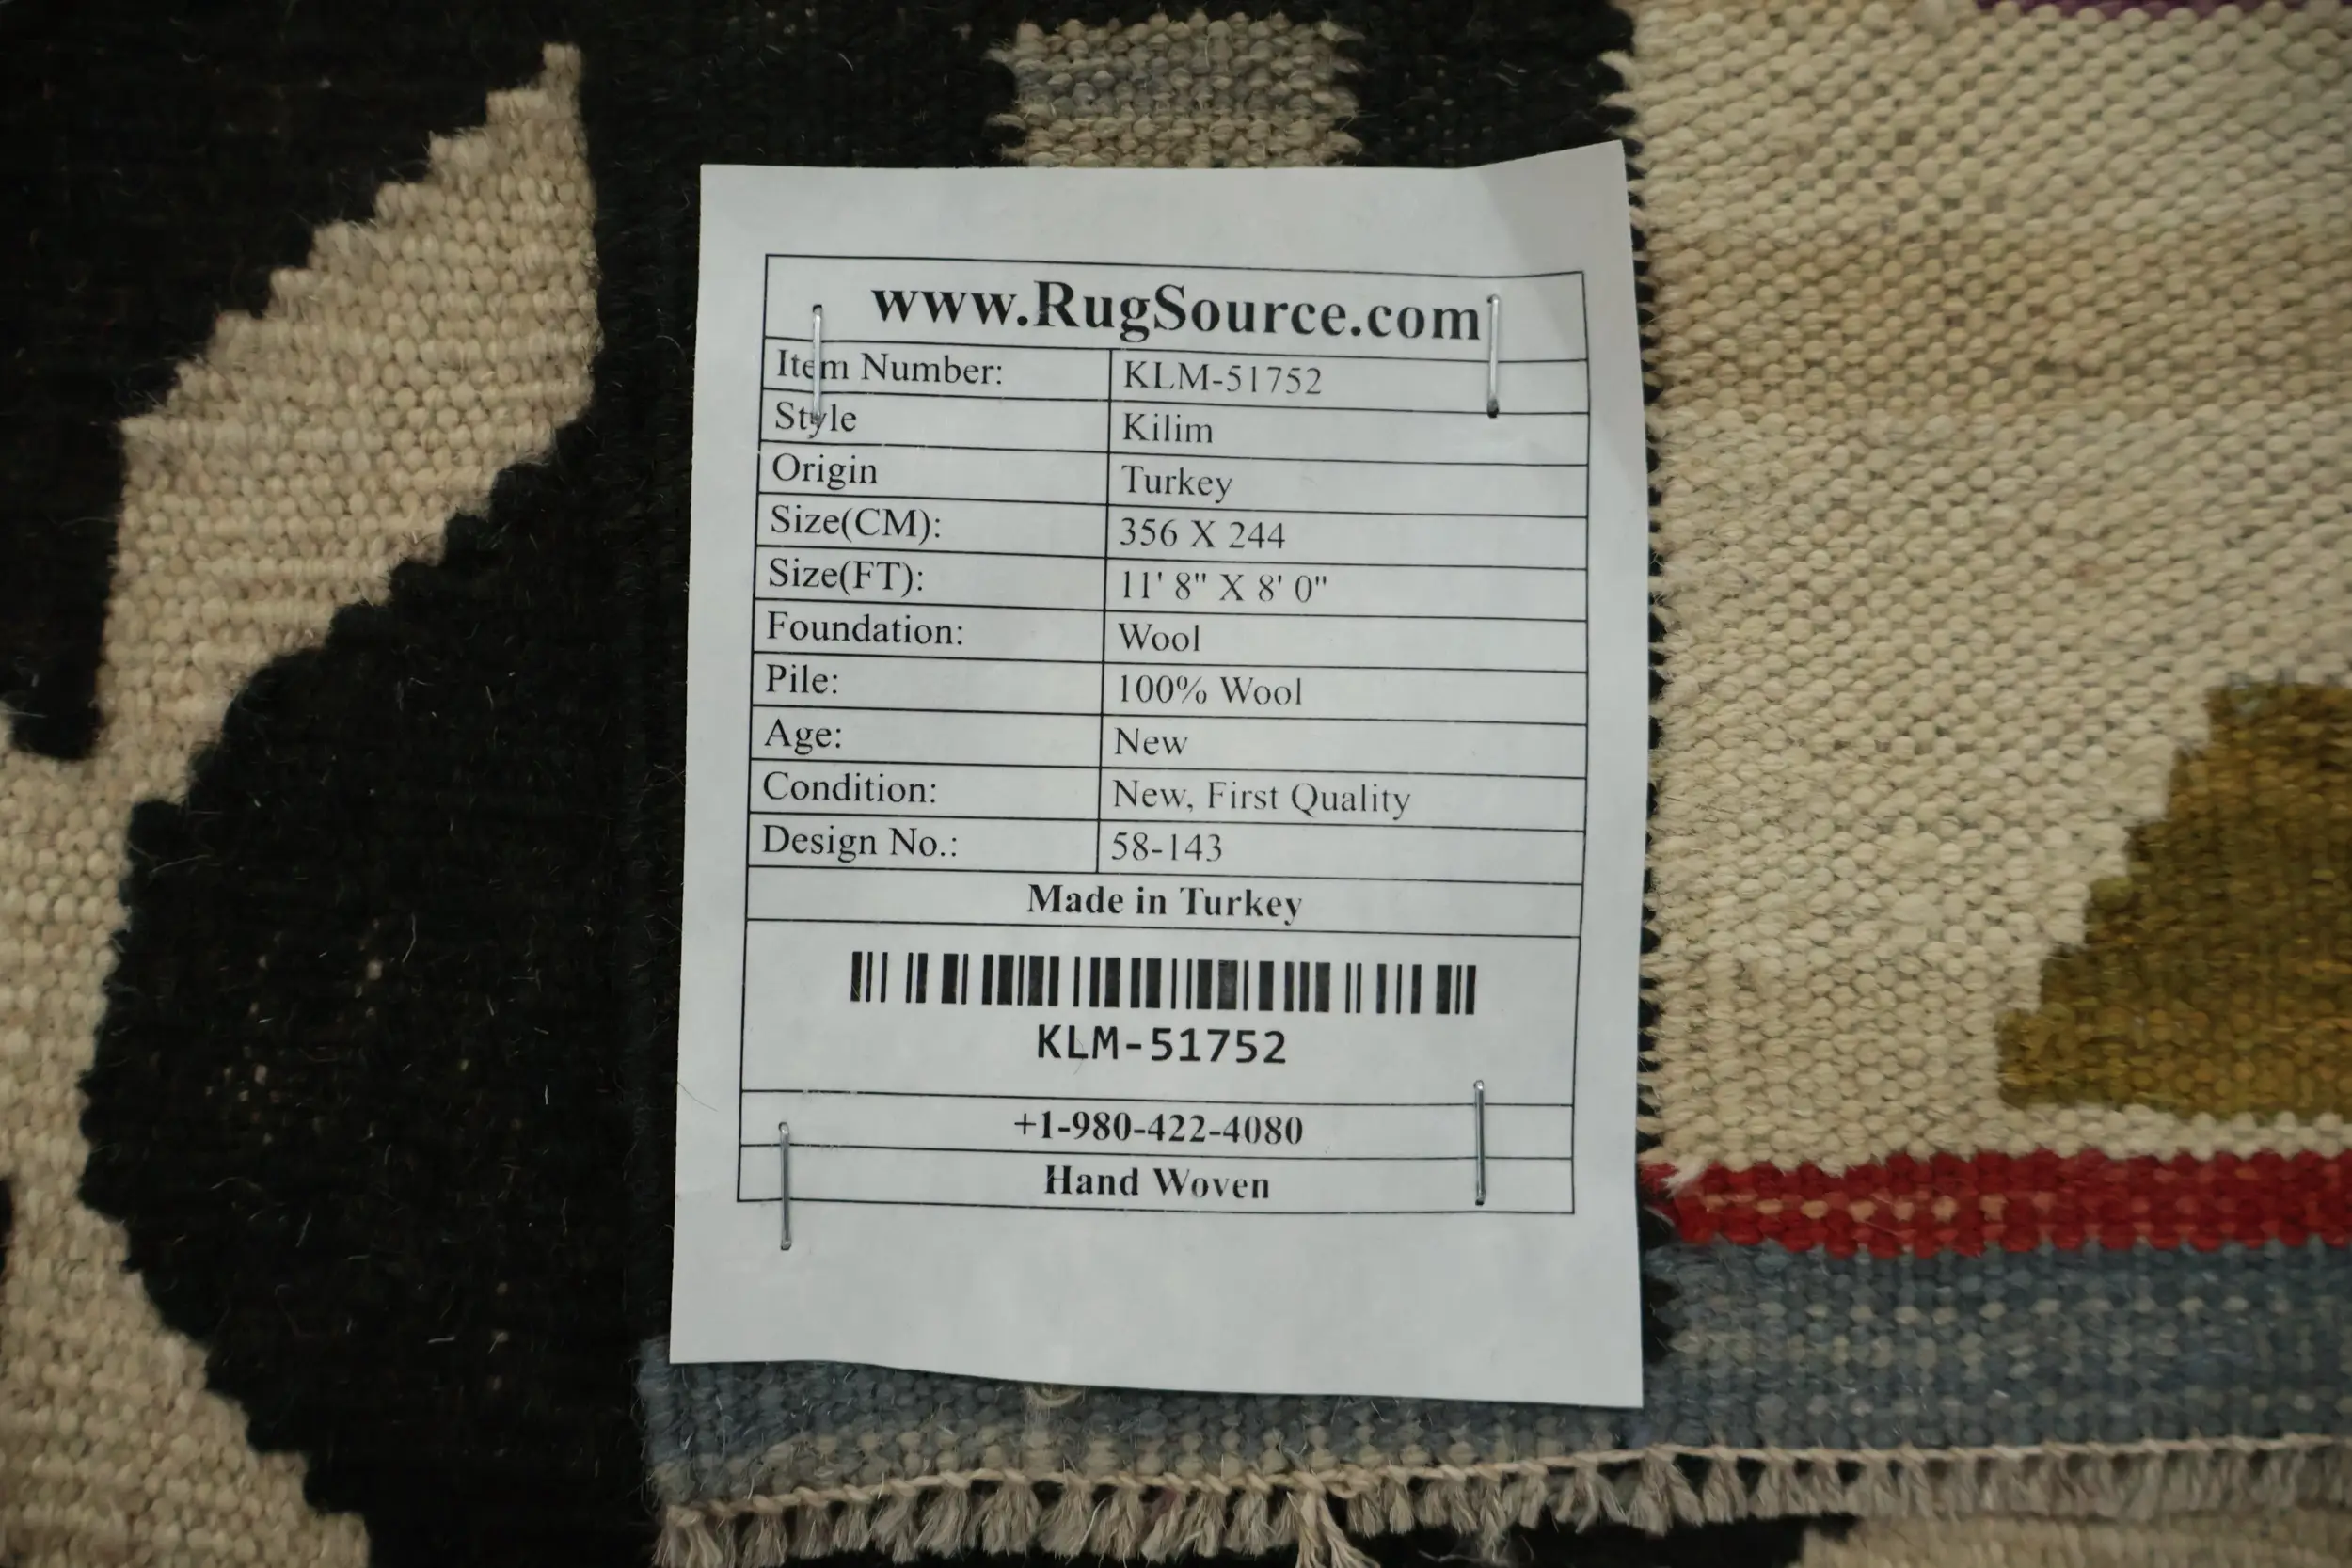 www.RugSource.com
Item Number: KLM-51752
Style Kilim
Origin Turkey
Size(CM): 356 X 244
Size(FT): 11' 8" X 8' 0"
Foundation: Wool
Pile: 100% Wool
Age: New
Condition: New, First Quality
Design No.: 58-143
Made in Turkey
KLM-51752
+1-980-422-4080
Hand Woven